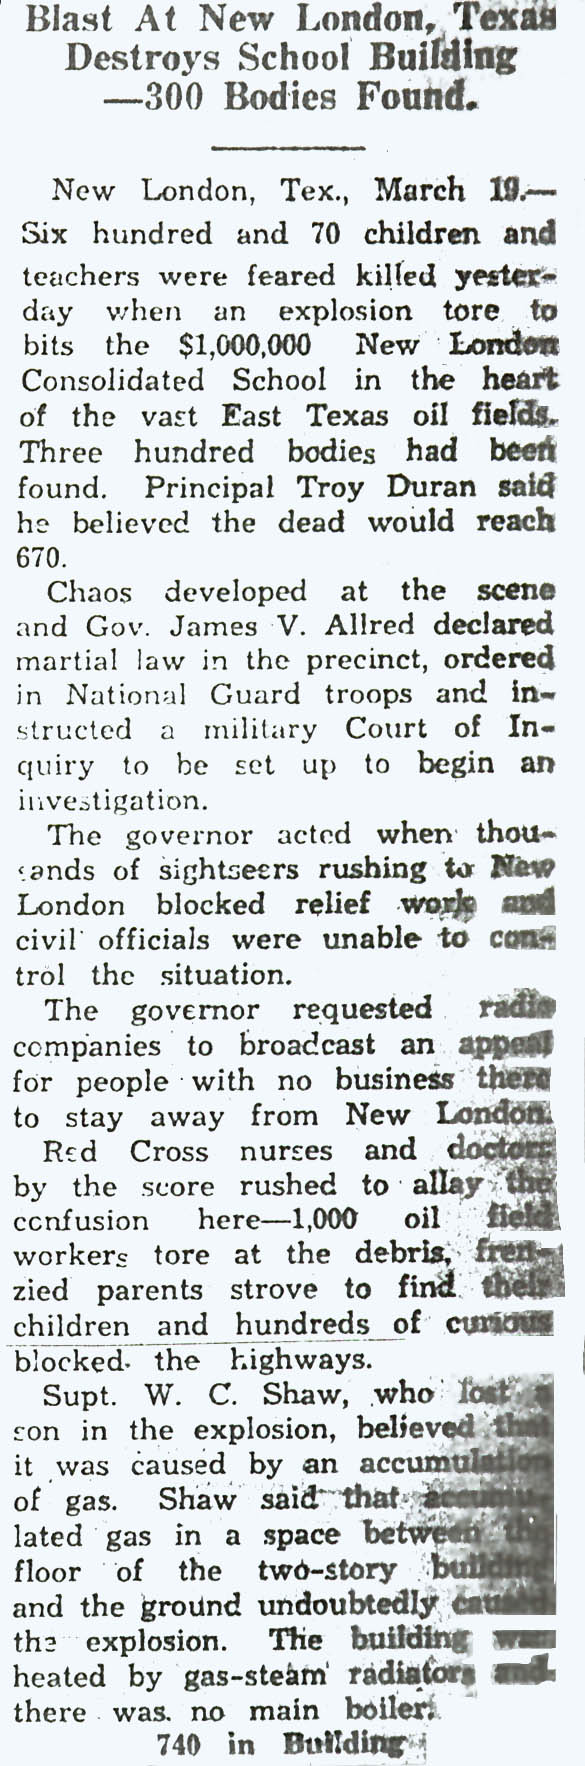 Blast At New London, Texas
Destroys School Building
—300 Bodies Found.
New London, Tex., March 19.—
Six hundred and 70 children and
teachers were feared killed yester-
day when an explosion tore to
bits the $1,000,000 New London
Consolidated School in the heart
of the vast East Texas oil fields.
Three hundred bodies had been
found. Principal Troy Duran said
he believed the dead would reach
670.
Chaos developed at the scene
and Gov. James V. Allred declared
martial law in the precinct, ordered
in National Guard troops and in-
structed a military Court of In-
quiry to be set up to begin an
investigation.
The governor acted when thou-
sands of sightseers rushing to New
London blocked relief work and
civil officials were unable to con-
trol the situation.
The governor requested radio
companies to broadcast an appeal
for people with no business there
to stay away from New London.
Red Cross nurses and doctors
by the score rushed to allay the
confusion here—1,000 oil field
workers tore at the debris, fren-
zied parents strove to find their
children and hundreds of curious
blocked the highways.
Supt. W. C. Shaw, who lost a
son in the explosion, believed that
it was caused by an accumulation
of gas. Shaw said that accumu-
lated gas in a space between the
floor of the two-story building
and the ground undoubtedly caused
the explosion. The building was
heated by gas-steam radiators and
there was no main boiler.
740 in Building